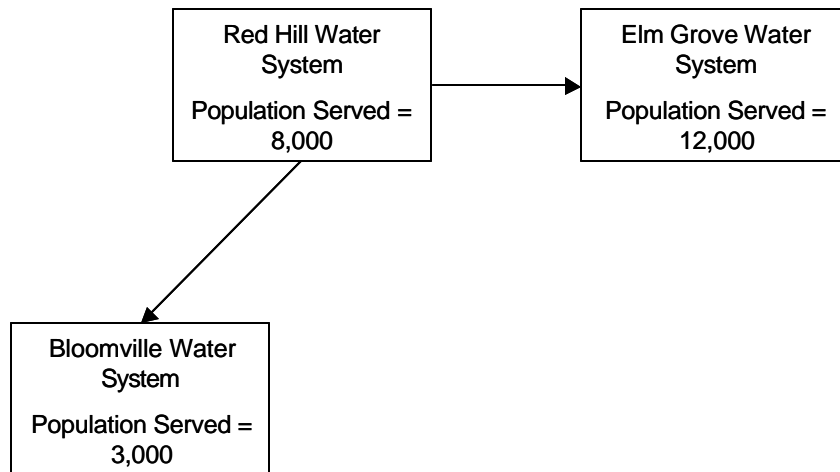 Red Hill Water
System
Population Served =
8,000
Elm Grove Water
System
Population Served =
12,000
Bloomville Water
System
Population Served =
3,000